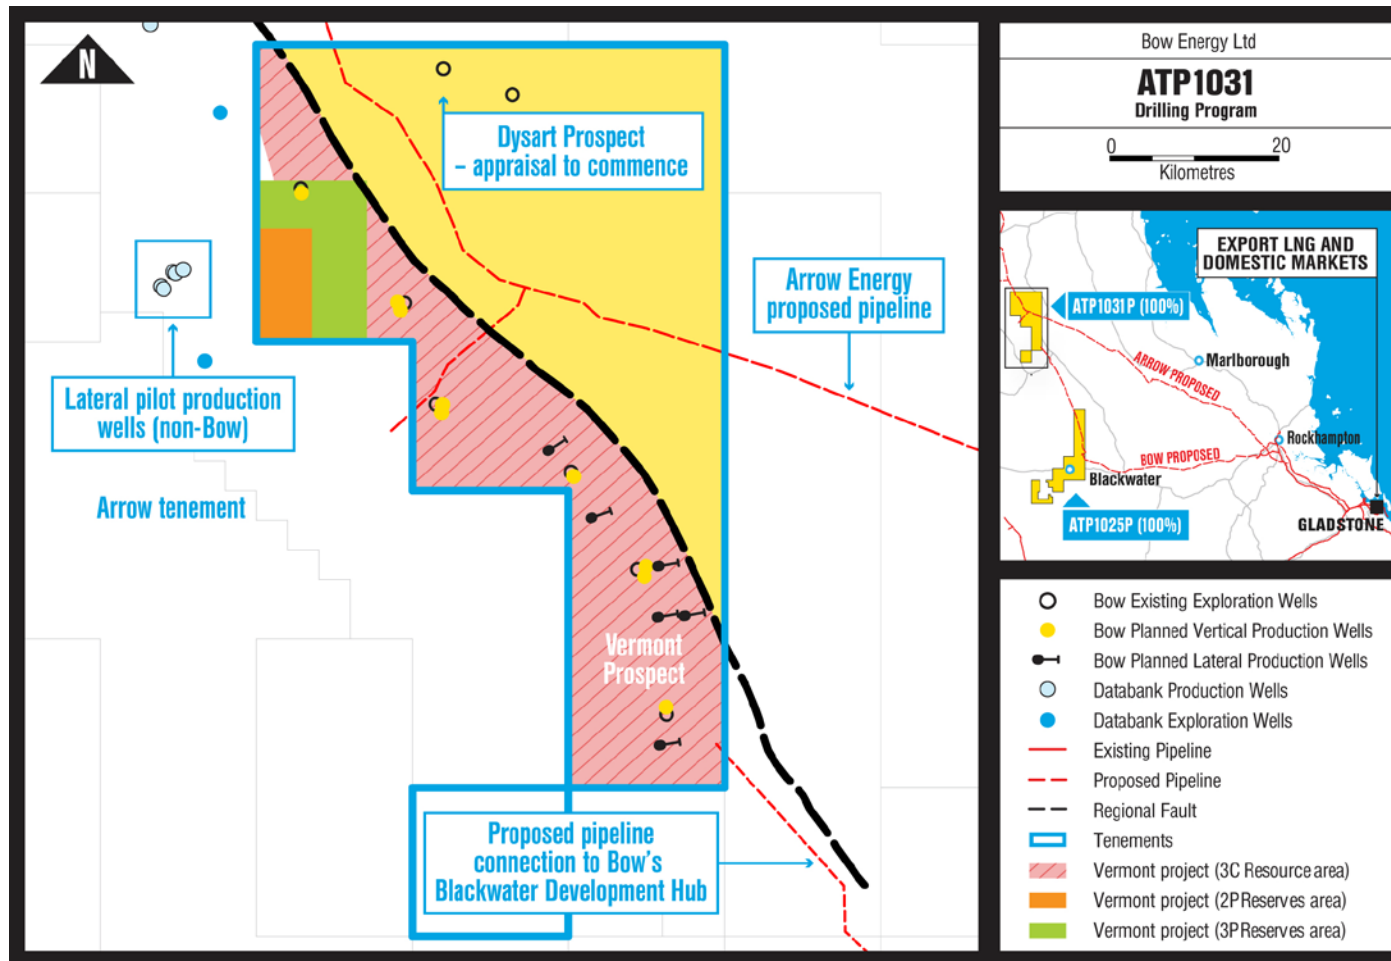 N
Dysart Prospect
– appraisal to commence
Arrow Energy
proposed pipeline
Lateral pilot production
wells (non-Bow)
Arrow tenement
Vermont
Prospect
Proposed pipeline
connection to Bow's
Blackwater Development Hub
Bow Energy Ltd
ATP1031
Drilling Program
0 20
Kilometres
EXPORT LNG AND
DOMESTIC MARKETS
ATP1031P (100%)
Marlborough
ARROW PROPOSED
Rockhampton
BOW PROPOSED
Blackwater
ATP1025P (100%)
GLADSTONE
Bow Existing Exploration Wells
Bow Planned Vertical Production Wells
Bow Planned Lateral Production Wells
Databank Production Wells
Databank Exploration Wells
Existing Pipeline
Proposed Pipeline
Regional Fault
Tenements
Vermont project (3C Resource area)
Vermont project (2PReserves area)
Vermont project (3PReserves area)